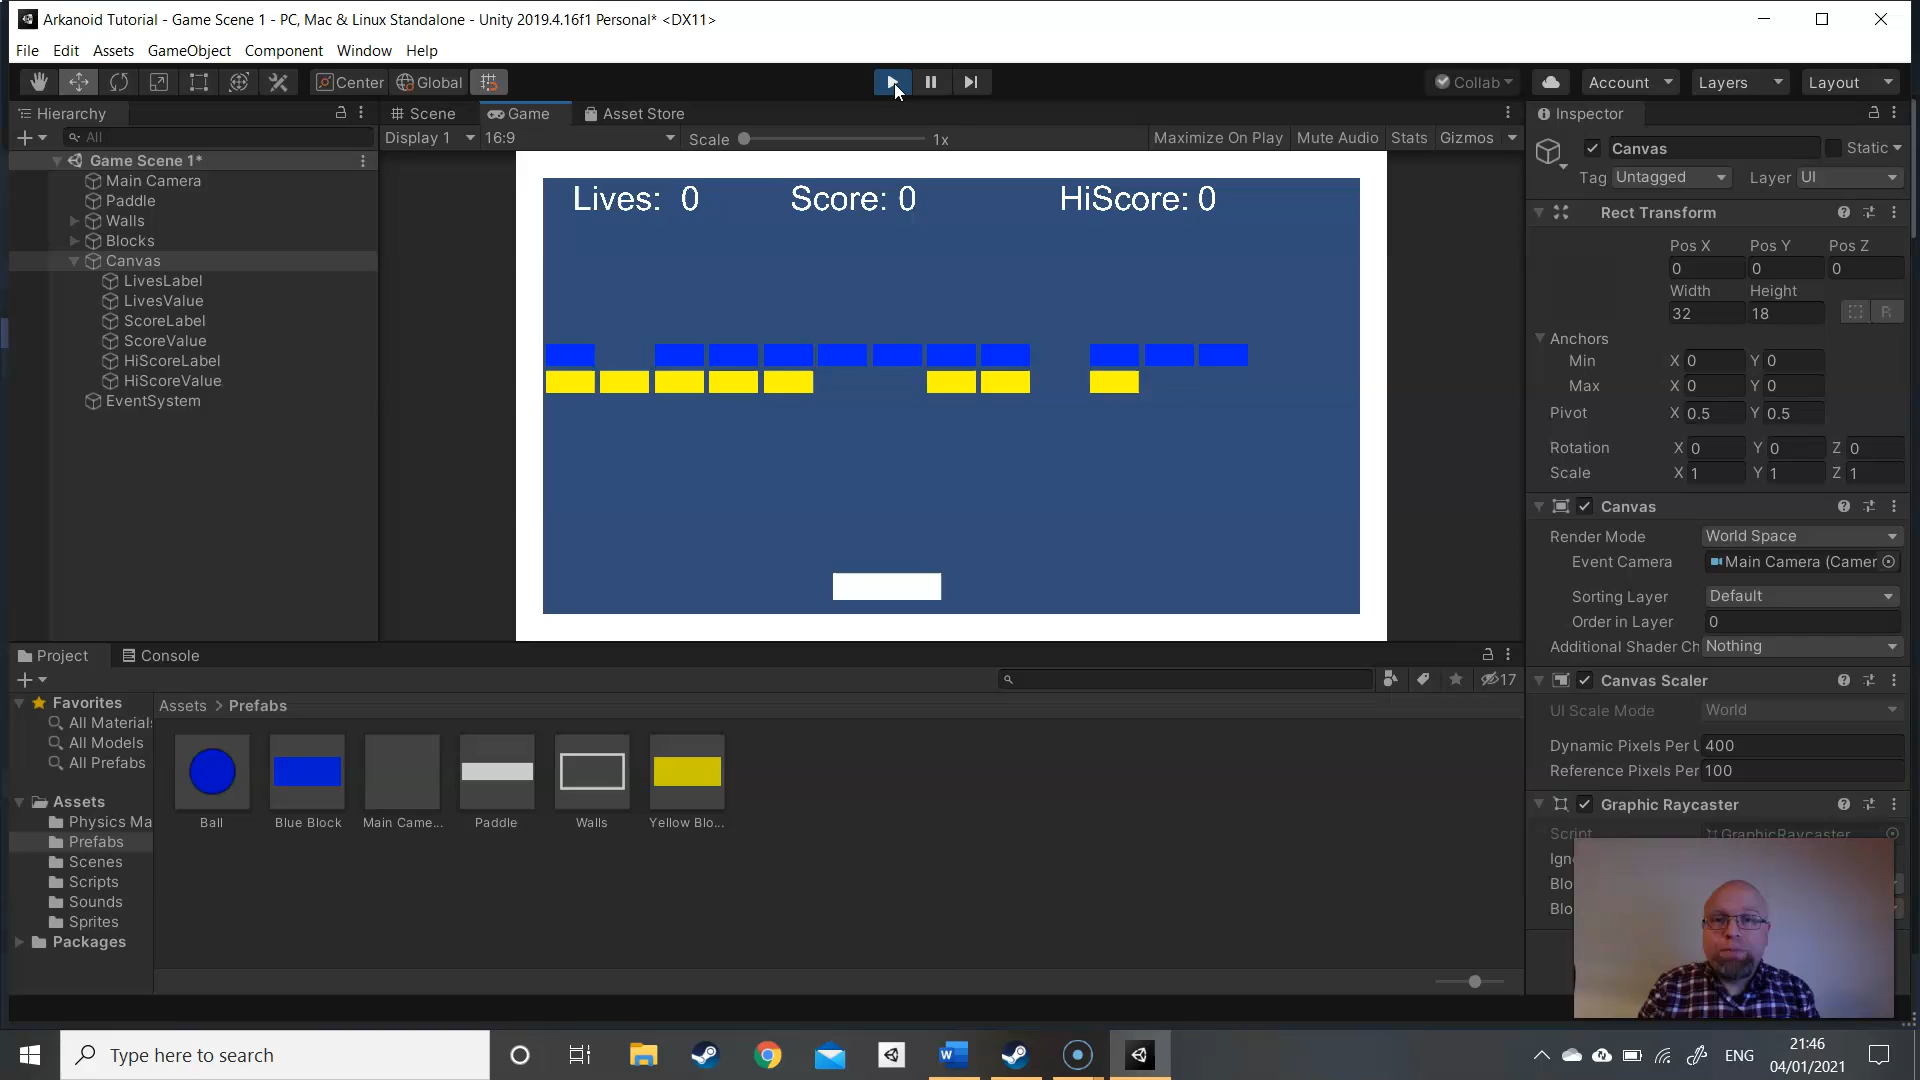 Arkanoid Tutorial - Game Scene 1 - PC, Mac & Linux Standalone - Unity 2019.4.16f1 Personal* <DX11>
File Edit Assets GameObject Component Window Help
Center Global Collab Account Layers Layout
Hierarchy
All
Game Scene 1*
Main Camera
Paddle
Walls
Blocks
Canvas
LivesLabel
LivesValue
ScoreLabel
ScoreValue
HiScoreLabel
HiScoreValue
EventSystem
Scene Game Asset Store
Display 1 16:9 Scale 1x Maximize On Play Mute Audio Stats Gizmos
Lives: 0 Score: 0 HiScore: 0
Inspector
Canvas Static
Tag Untagged Layer UI
Rect Transform
Pos X Pos Y Pos Z
0 0 0
Width Height
32 18 R
Anchors
Min X 0 Y 0
Max X 0 Y 0
Pivot X 0.5 Y 0.5
Rotation X 0 Y 0 Z 0
Scale X 1 Y 1 Z 1
Canvas
Render Mode World Space
Event Camera Main Camera (Camer
Sorting Layer Default
Order in Layer 0
Additional Shader Ch Nothing
Canvas Scaler
UI Scale Mode World
Dynamic Pixels Per U 400
Reference Pixels Per 100
Graphic Raycaster
Script GraphicRaycaster
Ign
Blo
Blo
Project Console
17
Favorites
All Materials
All Models
All Prefabs
Assets
Physics Ma
Prefabs
Scenes
Scripts
Sounds
Sprites
Packages
Assets > Prefabs
Ball Blue Block Main Came... Paddle Walls Yellow Blo...
Type here to search
ENG
21:46
04/01/2021